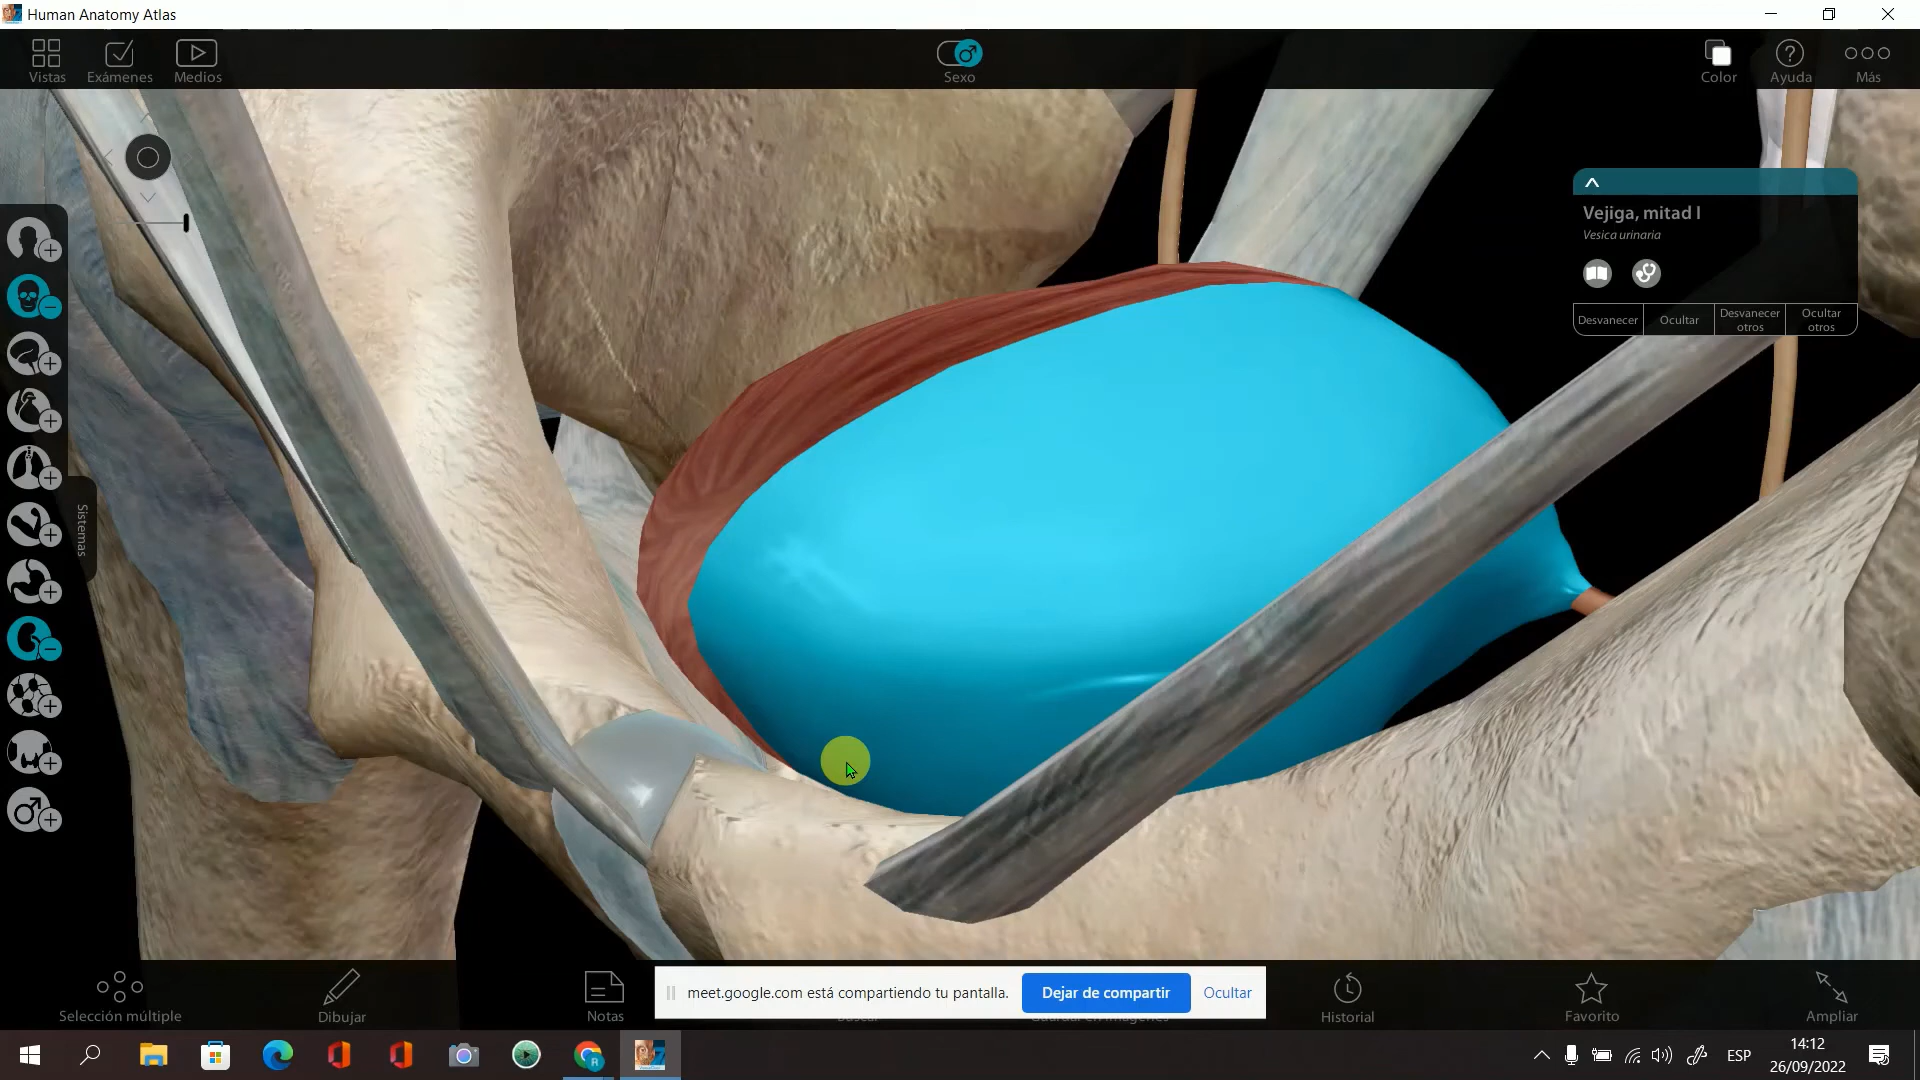 Human Anatomy Atlas
Vistas
Exámenes
Medios
Sexo
Color
Ayuda
Más
Vejiga, mitad I
Vesica urinaria
Desvanecer
Ocultar
Desvanecer
otros
Ocultar
otros
Sistemas
Selección múltiple
Dibujar
Notas
meet.google.com está compartiendo tu pantalla.
Dejar de compartir
Ocultar
Historial
Favorito
Ampliar
ESP
14:12
26/09/2022